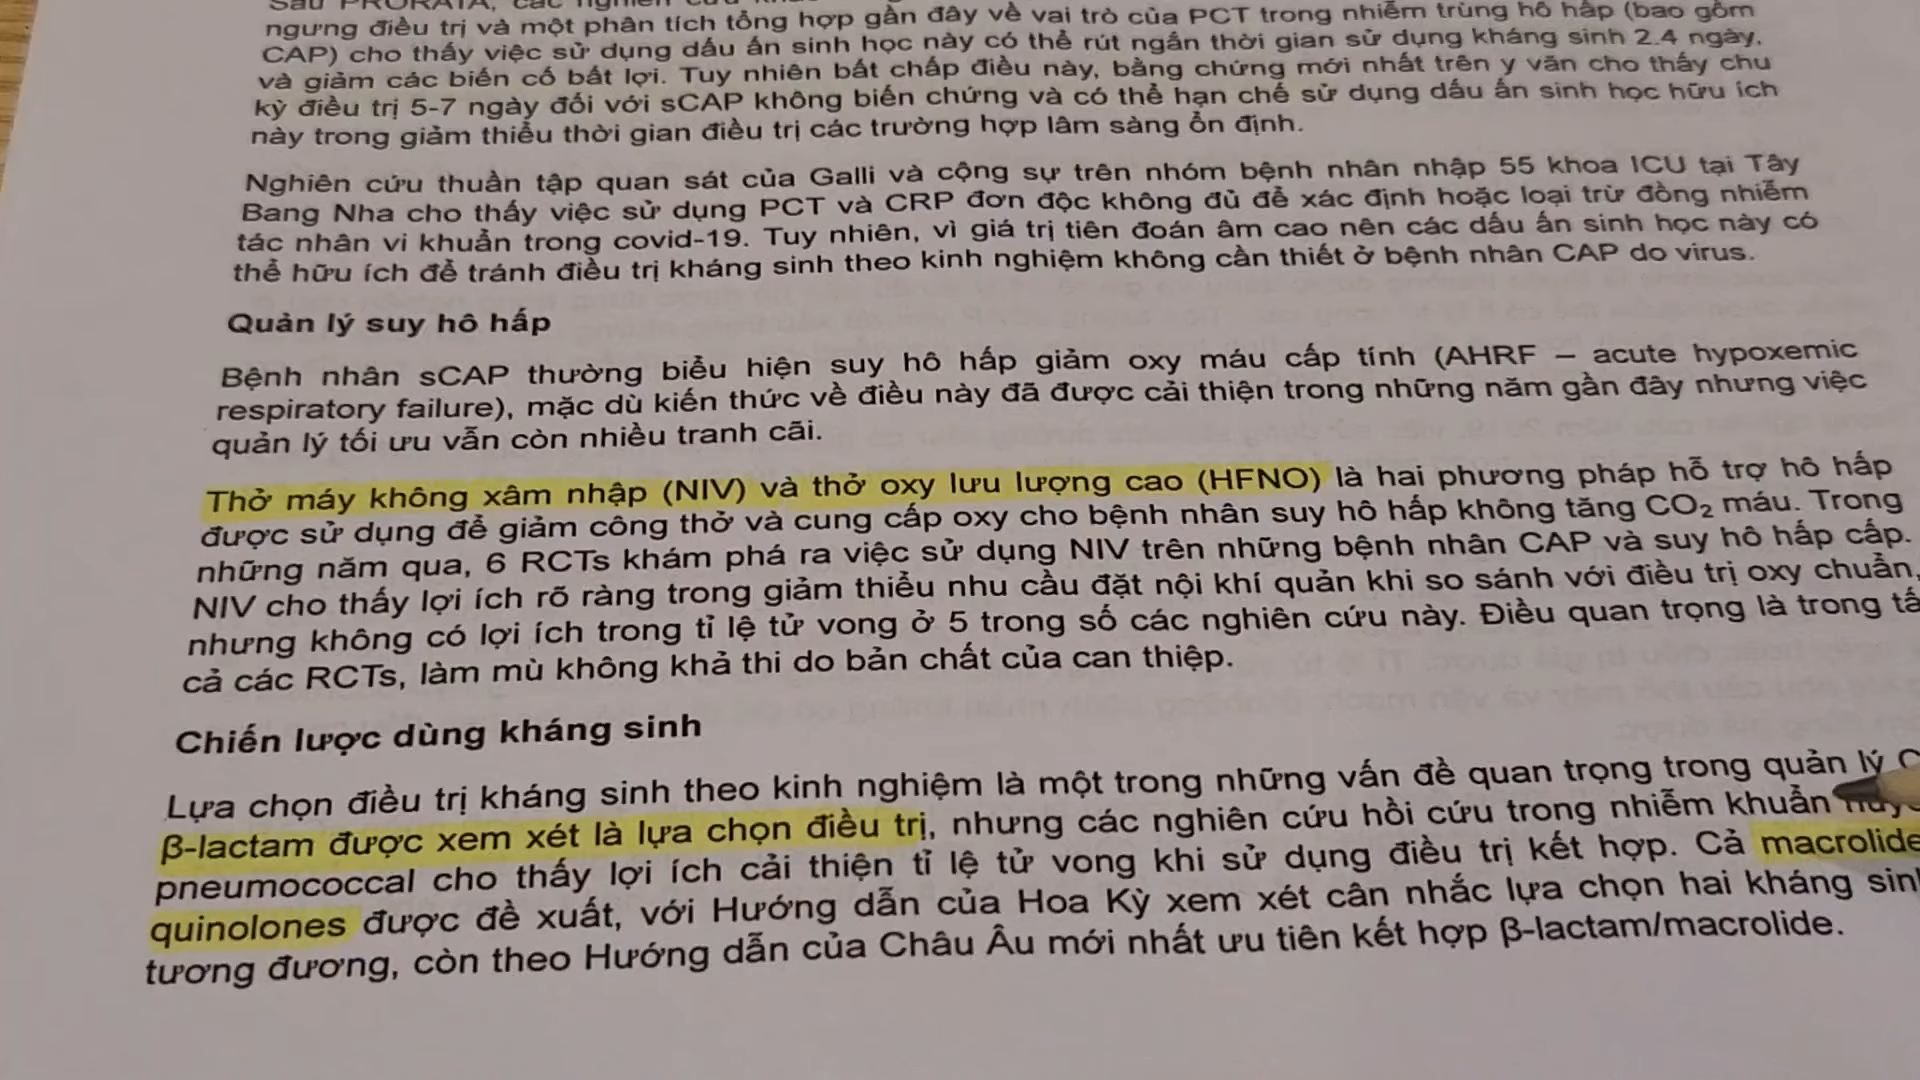 Sau PRORATA, các nghiên cứu
ngưng điều trị và một phân tích tổng hợp gần đây về vai trò của PCT trong nhiễm trùng hô hấp (bao gồm
CAP) cho thấy việc sử dụng dấu ấn sinh học này có thể rút ngắn thời gian sử dụng kháng sinh 2.4 ngày,
và giảm các biến cố bất lợi. Tuy nhiên bất chấp điều này, bằng chứng mới nhất trên y văn cho thấy chu
kỳ điều trị 5-7 ngày đối với sCAP không biến chứng và có thể hạn chế sử dụng dấu ấn sinh học hữu ích
này trong giảm thiểu thời gian điều trị các trường hợp lâm sàng ổn định.
Nghiên cứu thuần tập quan sát của Galli và cộng sự trên nhóm bệnh nhân nhập 55 khoa ICU tại Tây
Bang Nha cho thấy việc sử dụng PCT và CRP đơn độc không đủ để xác định hoặc loại trừ đồng nhiễm
tác nhân vi khuẩn trong covid-19. Tuy nhiên, vì giá trị tiên đoán âm cao nên các dấu ấn sinh học này có
thể hữu ích để tránh điều trị kháng sinh theo kinh nghiệm không cần thiết ở bệnh nhân CAP do virus.
Quản lý suy hô hấp
Bệnh nhân sCAP thường biểu hiện suy hô hấp giảm oxy máu cấp tính (AHRF – acute hypoxemic
respiratory failure), mặc dù kiến thức về điều này đã được cải thiện trong những năm gần đây nhưng việc
quản lý tối ưu vẫn còn nhiều tranh cãi.
Thở máy không xâm nhập (NIV) và thở oxy lưu lượng cao (HFNO) là hai phương pháp hỗ trợ hô hấp
được sử dụng để giảm công thở và cung cấp oxy cho bệnh nhân suy hô hấp không tăng CO₂ máu. Trong
những năm qua, 6 RCTs khám phá ra việc sử dụng NIV trên những bệnh nhân CAP và suy hô hấp cấp.
NIV cho thấy lợi ích rõ ràng trong giảm thiểu nhu cầu đặt nội khí quản khi so sánh với điều trị oxy chuẩn,
nhưng không có lợi ích trong tỉ lệ tử vong ở 5 trong số các nghiên cứu này. Điều quan trọng là trong tấ
cả các RCTs, làm mù không khả thi do bản chất của can thiệp.
Chiến lược dùng kháng sinh
Lựa chọn điều trị kháng sinh theo kinh nghiệm là một trong những vấn đề quan trọng trong quản lý
β-lactam được xem xét là lựa chọn điều trị, nhưng các nghiên cứu hồi cứu trong nhiễm khuẩn
pneumococcal cho thấy lợi ích cải thiện tỉ lệ tử vong khi sử dụng điều trị kết hợp. Cả macrolide
quinolones được đề xuất, với Hướng dẫn của Hoa Kỳ xem xét cân nhắc lựa chọn hai kháng sinh
tương đương, còn theo Hướng dẫn của Châu Âu mới nhất ưu tiên kết hợp β-lactam/macrolide.